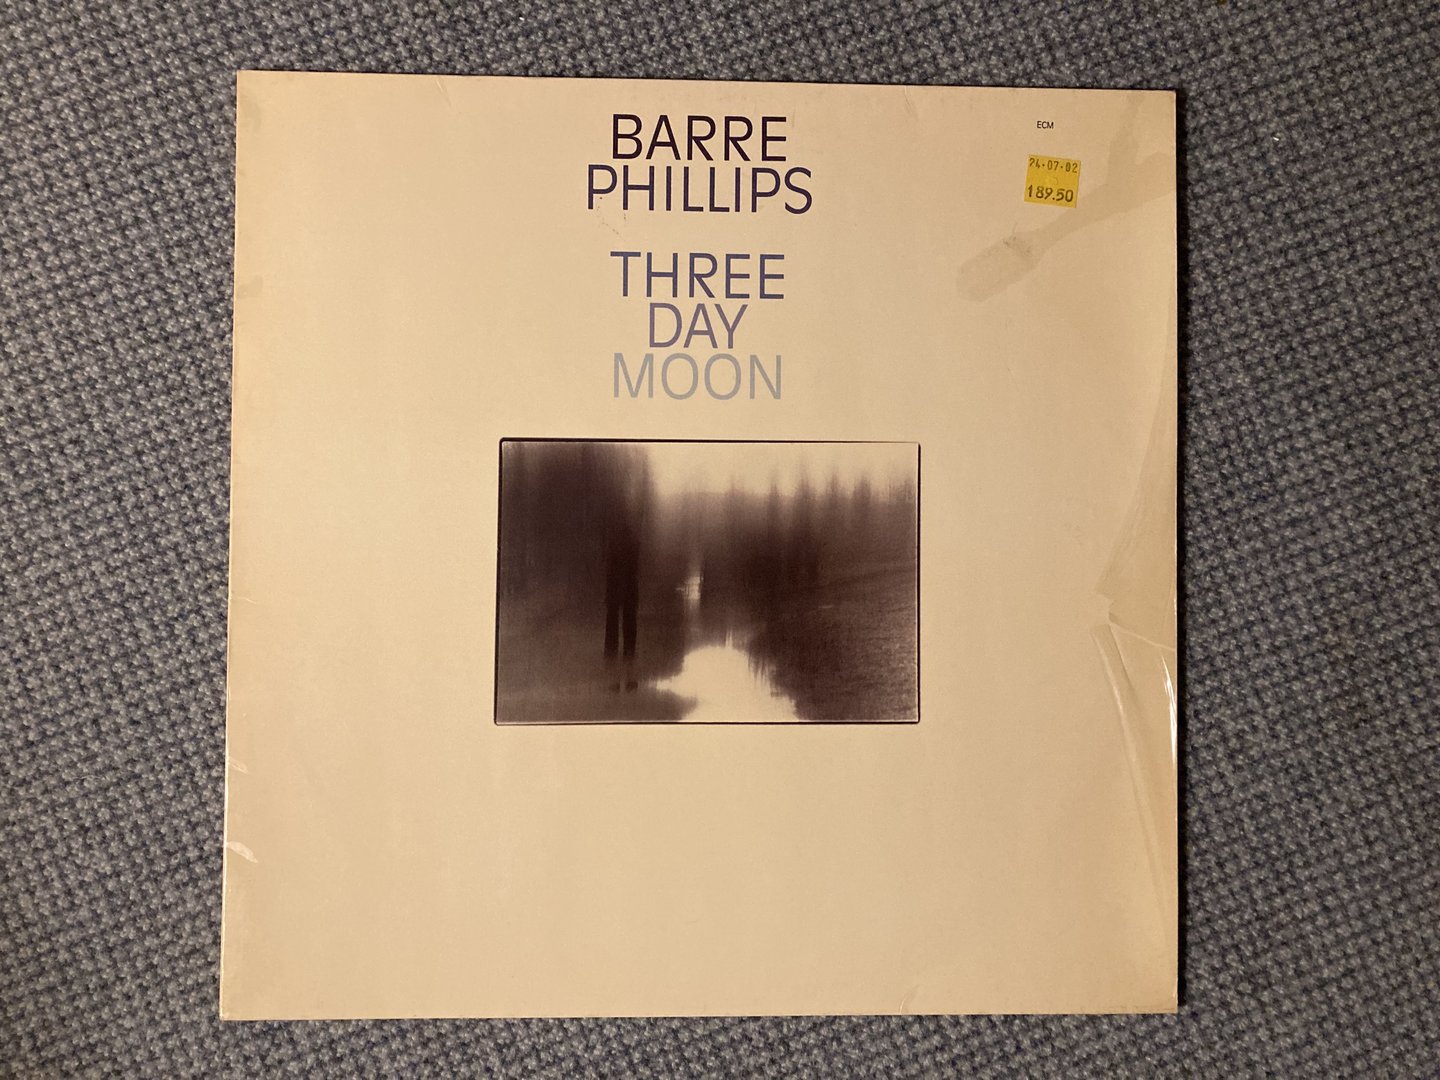 BARRE
PHILLIPS
ECM
24·07·02
189.50
THREE
DAY
MOON